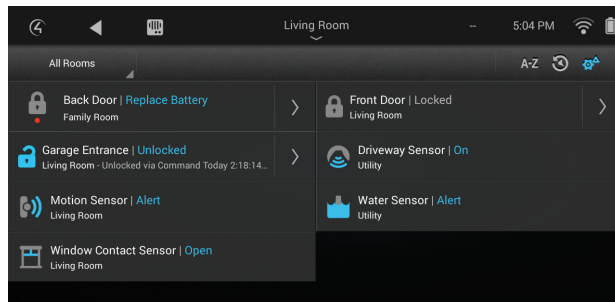 Living Room
--
5:04 PM
All Rooms
A-Z
Back Door | Replace Battery
Family Room
Front Door | Locked
Living Room
Garage Entrance | Unlocked
Living Room - Unlocked via Command Today 2:18:14...
Driveway Sensor | On
Utility
Motion Sensor | Alert
Living Room
Water Sensor | Alert
Utility
Window Contact Sensor | Open
Living Room